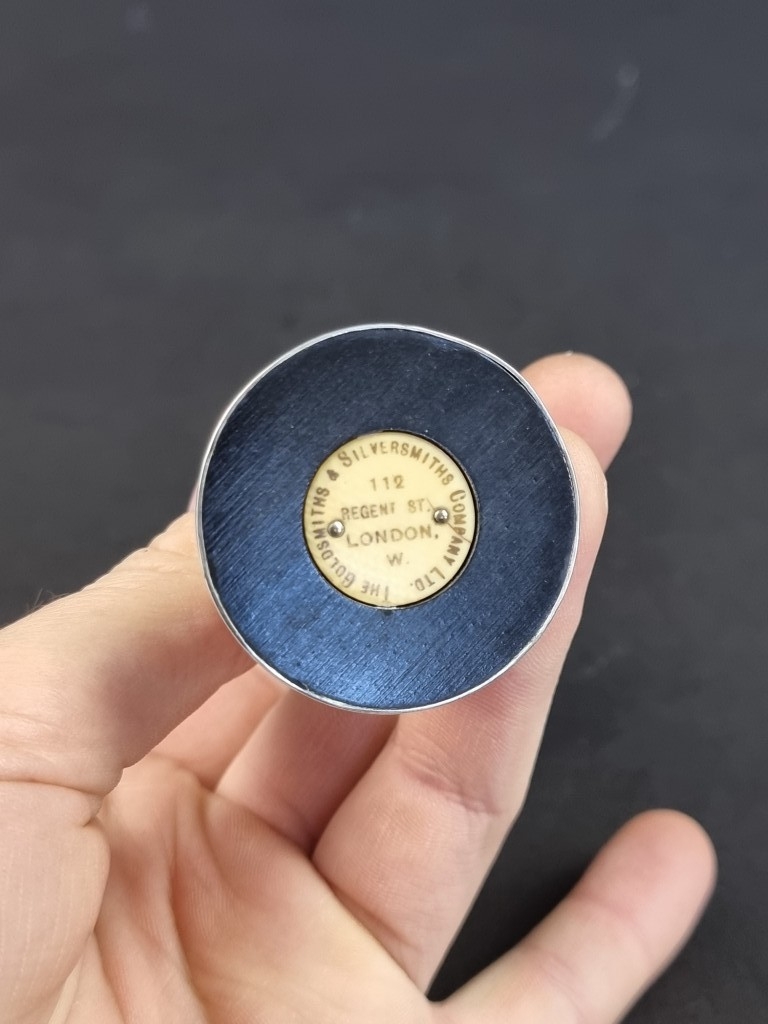 THE GOLDSMITHS & SILVERSMITHS COMPANY LTD.
112
REGENT ST.
LONDON,
W.